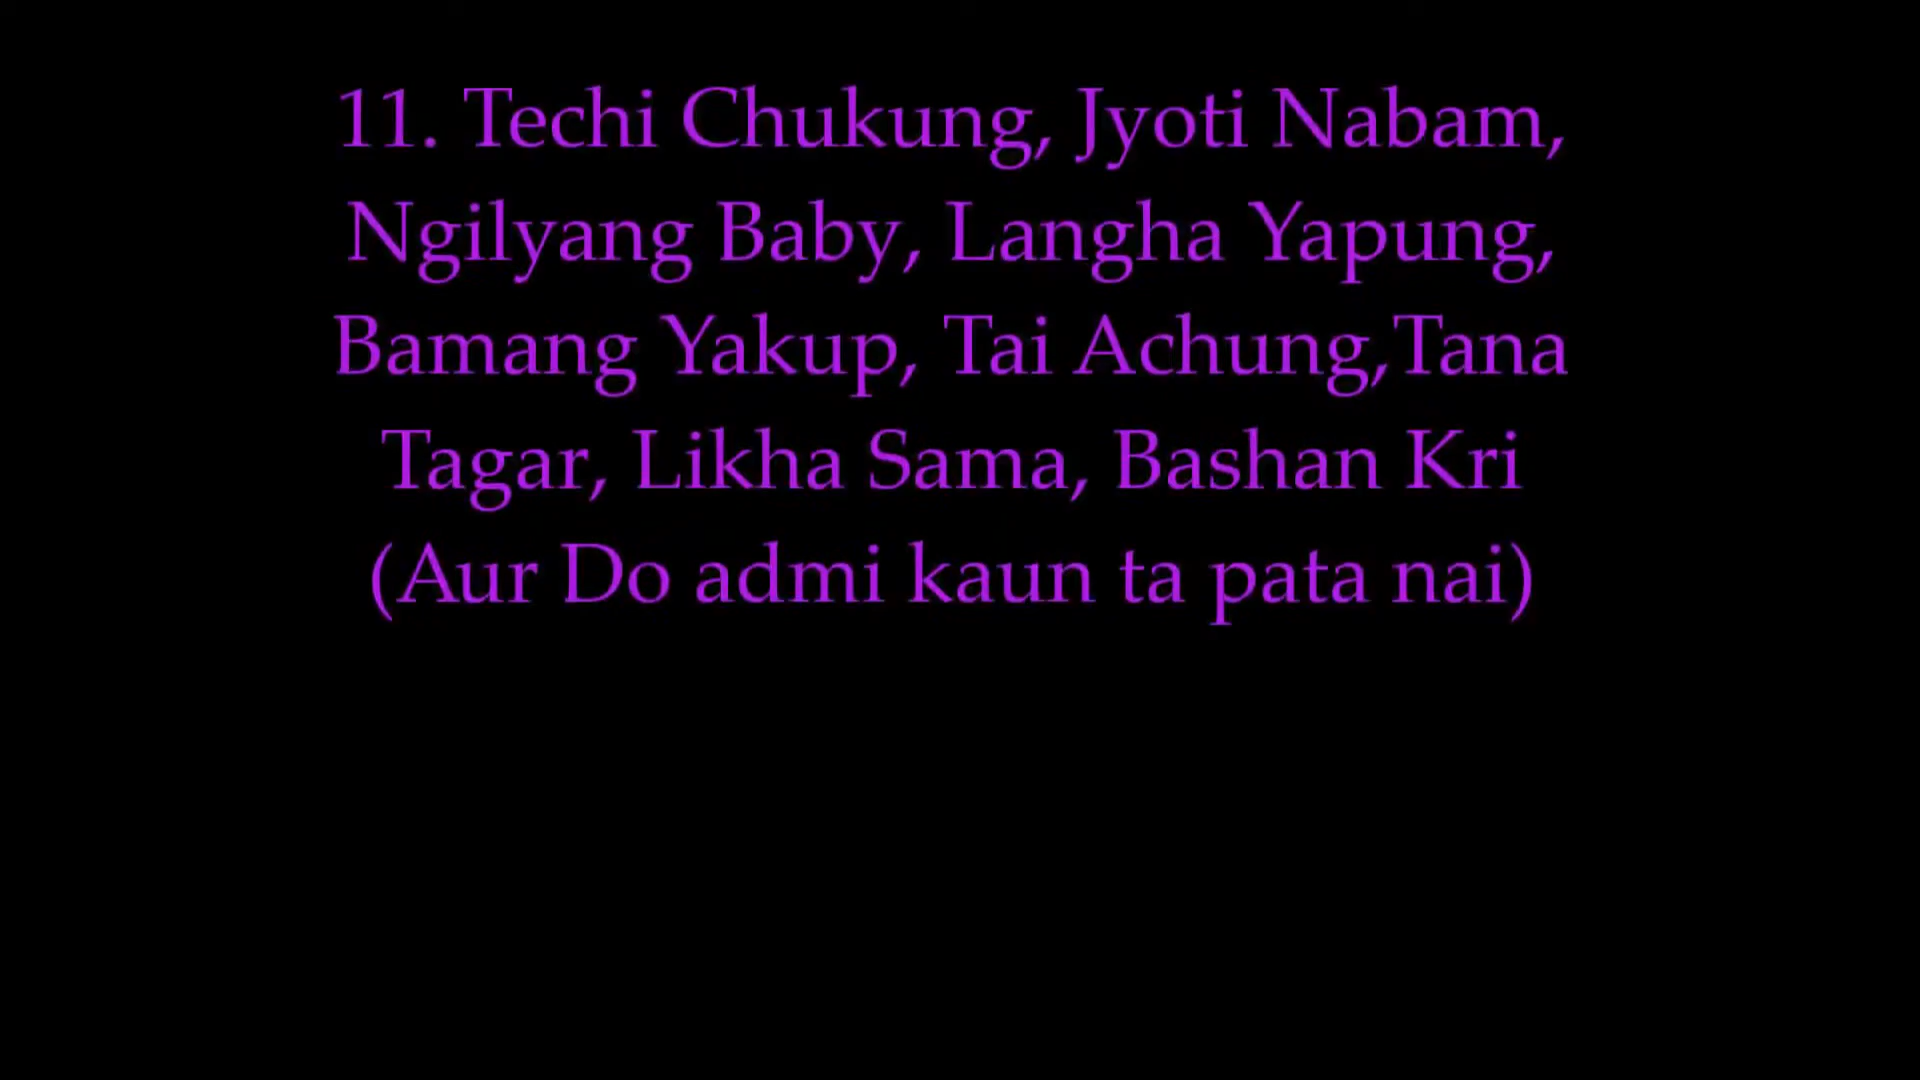 11. Techi Chukung, Jyoti Nabam,
Ngilyang Baby, Langha Yapung,
Bamang Yakup, Tai Achung,Tana
Tagar, Likha Sama, Bashan Kri
(Aur Do admi kaun ta pata nai)